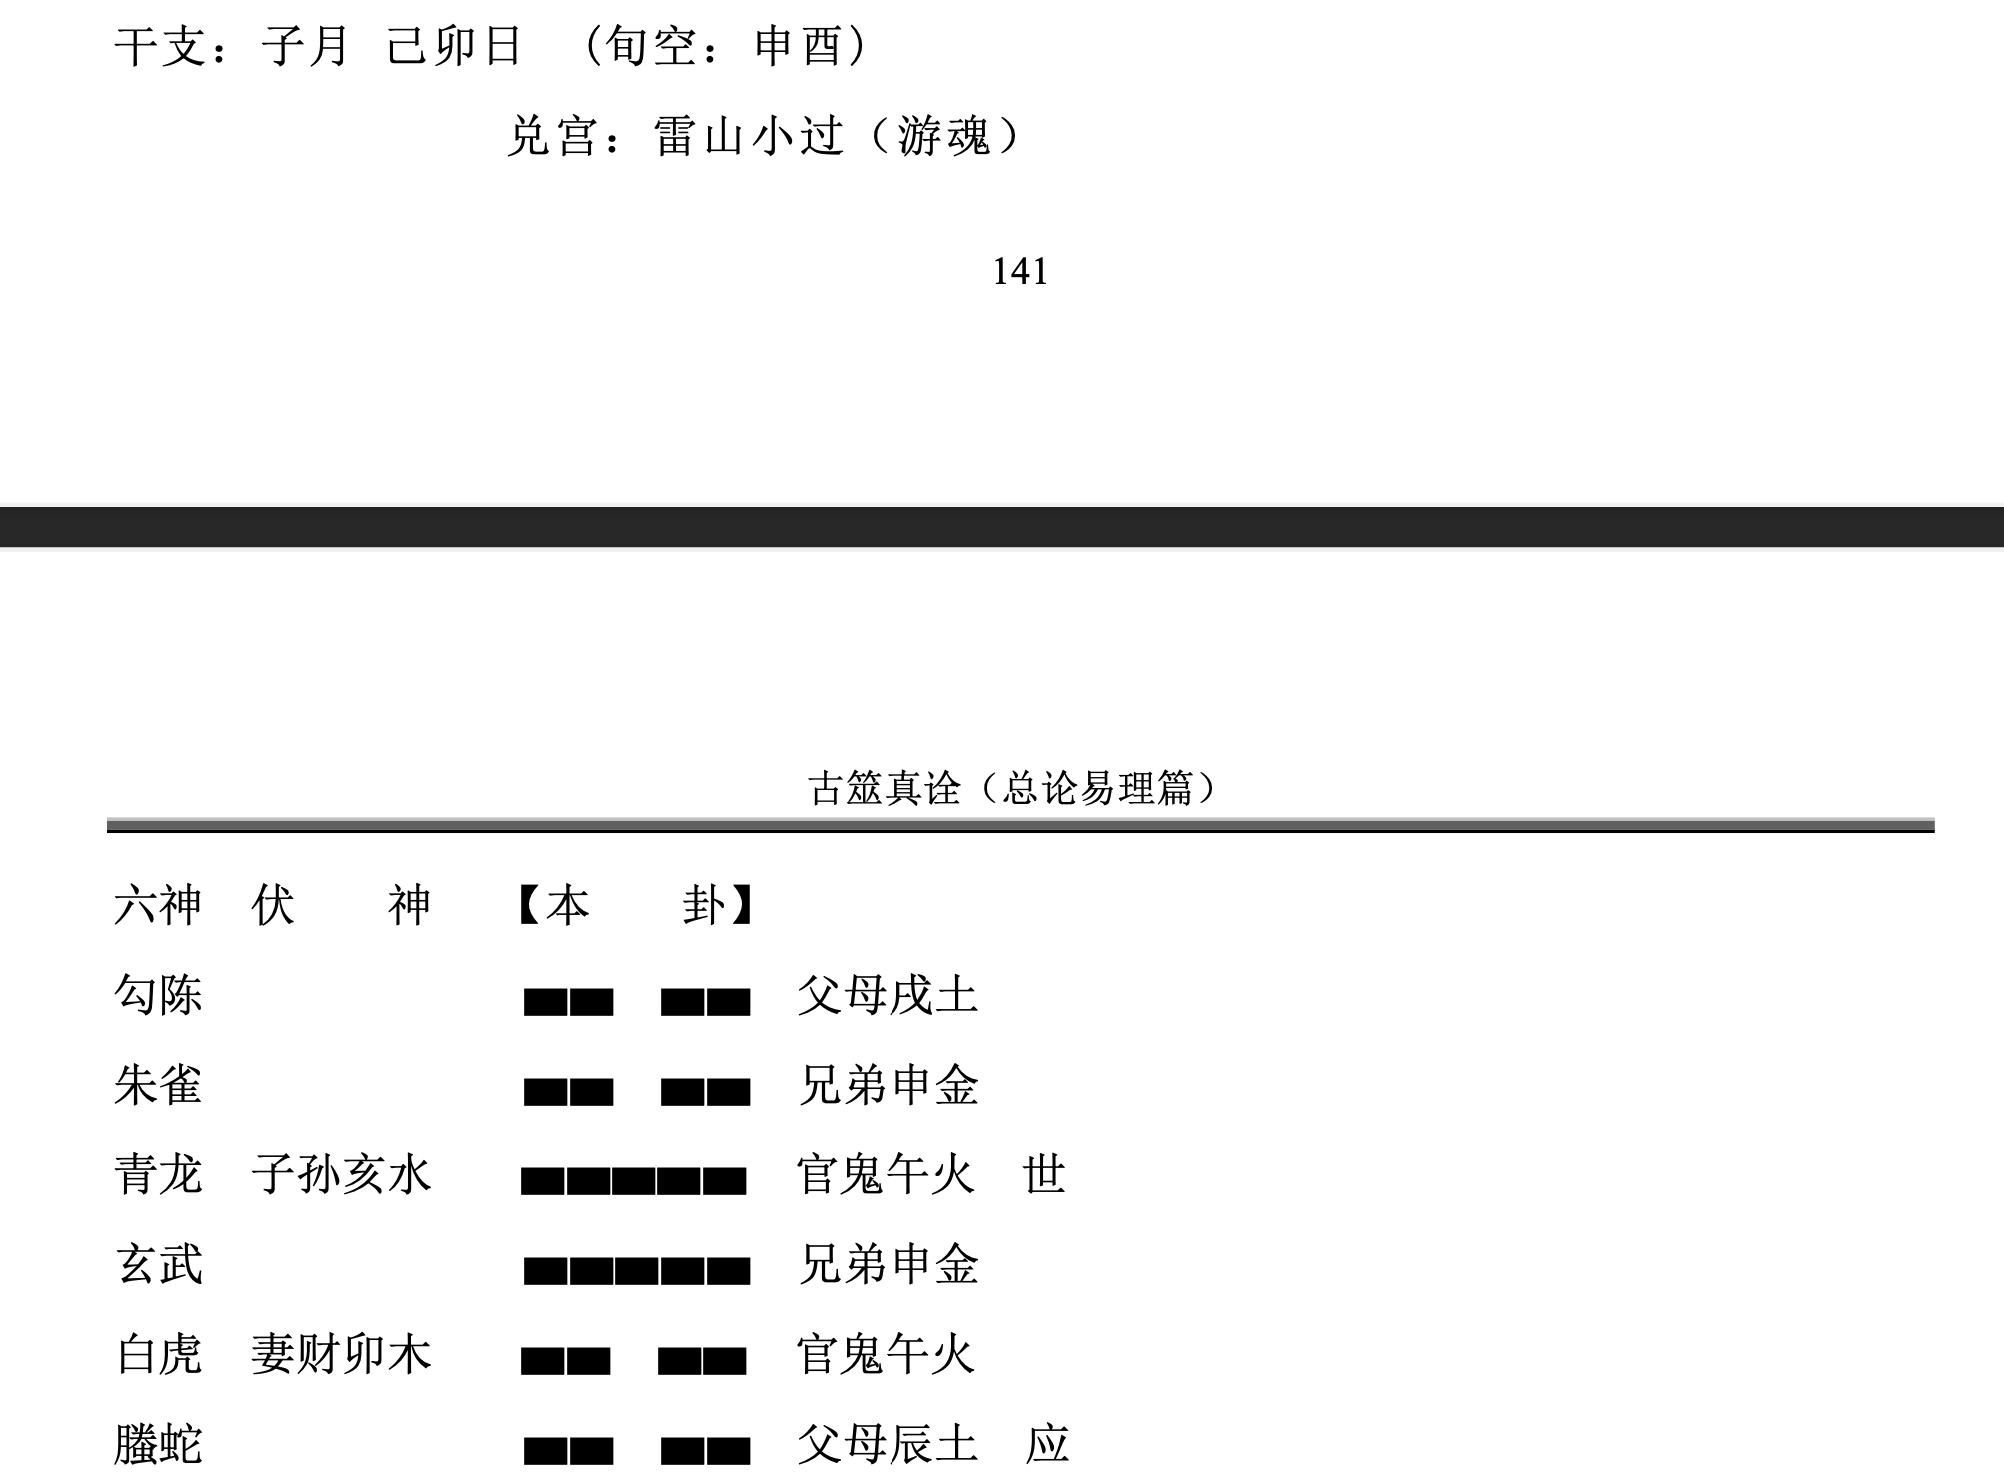 干支：子月 己卯日 （旬空：申酉）
兑宫：雷山小过（游魂）
141
古筮真诠（总论易理篇）
六神 伏 神 【本 卦】
勾陈 父母戌土
朱雀 兄弟申金
青龙 子孙亥水 官鬼午火 世
玄武 兄弟申金
白虎 妻财卯木 官鬼午火
螣蛇 父母辰土 应